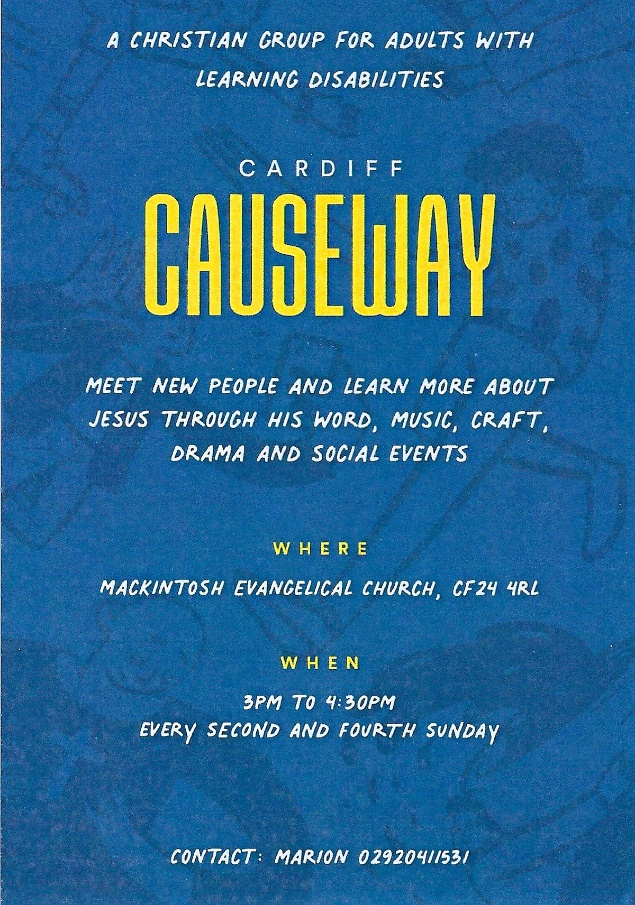 A CHRISTIAN GROUP FOR ADULTS WITH
LEARNING DISABILITIES
CARDIFF
CAUSEWAY
MEET NEW PEOPLE AND LEARN MORE ABOUT
JESUS THROUGH HIS WORD, MUSIC, CRAFT,
DRAMA AND SOCIAL EVENTS
WHERE
MACKINTOSH EVANGELICAL CHURCH, CF24 4RL
WHEN
3PM TO 4:30PM
EVERY SECOND AND FOURTH SUNDAY
CONTACT: MARION 02920411531